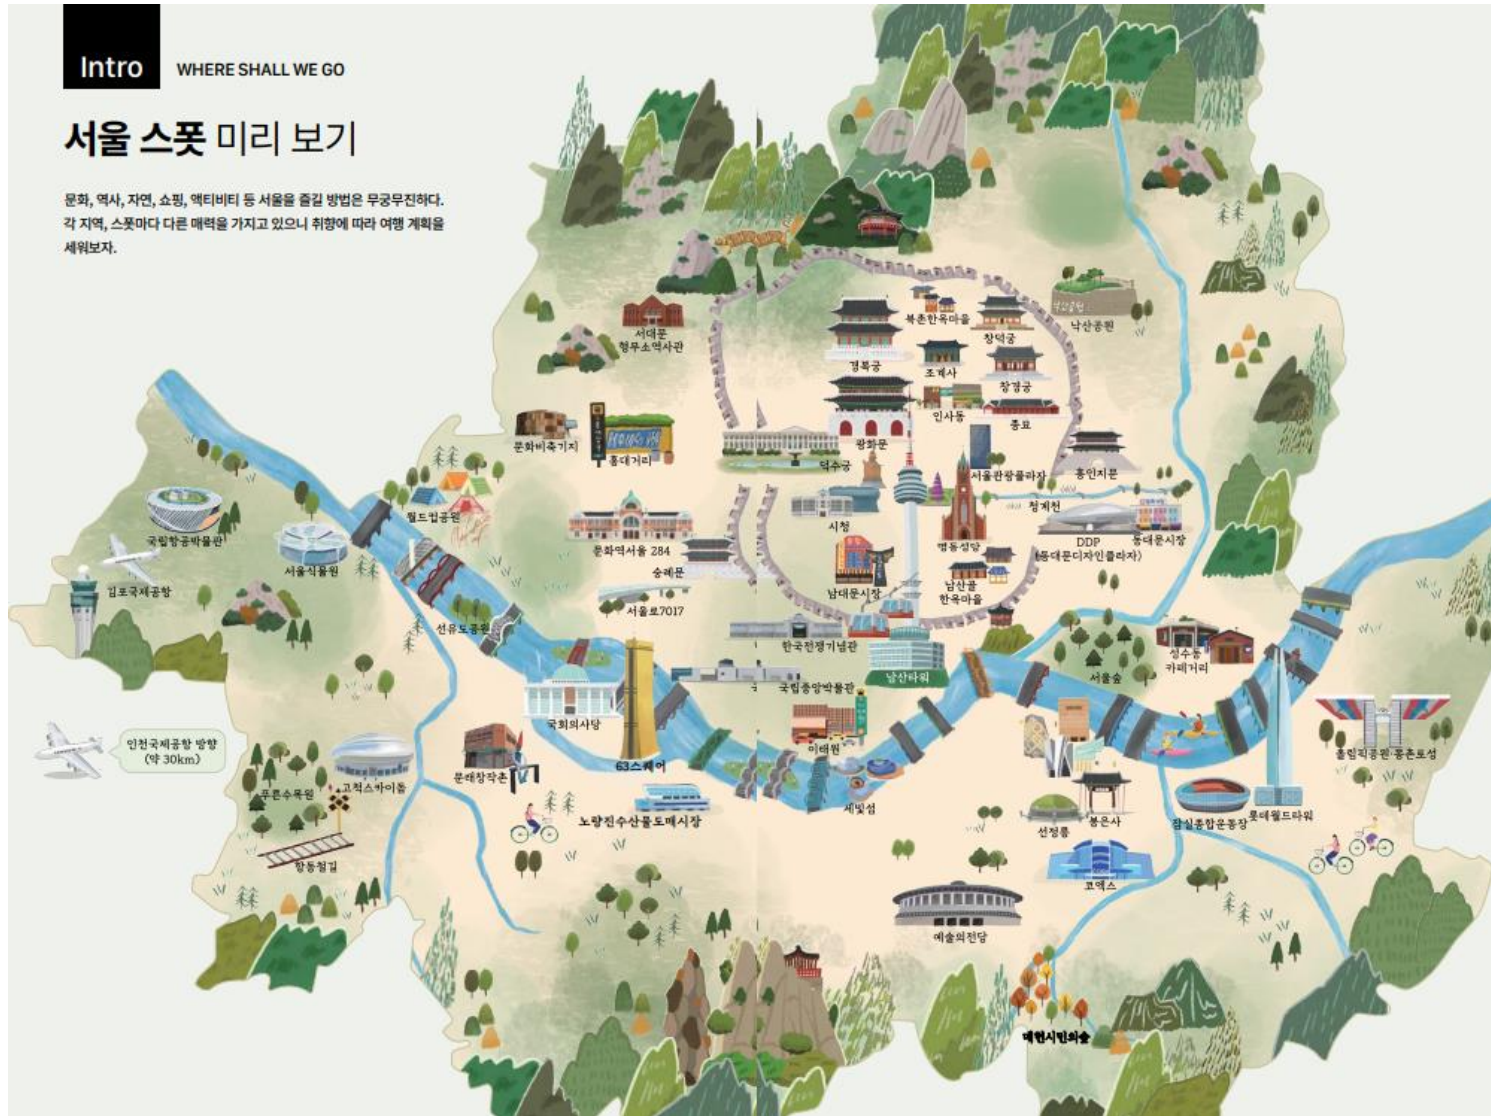 Intro
WHERE SHALL WE GO
서울 스폿 미리 보기
문화, 역사, 자연, 쇼핑, 액티비티 등 서울을 즐길 방법은 무궁무진하다.
각 지역, 스폿마다 다른 매력을 가지고 있으니 취향에 따라 여행 계획을
세워보자.
서대문
형무소역사관
북촌한옥마을
창덕궁
낙산공원
낙산공원
경복궁
조계사
창경궁
인사동
종묘
문화비축기지
홍대거리
광화문
덕수궁
서울관광플라자
흥인지문
월드컵공원
시청
청계천
국립항공박물관
서울식물원
문화역서울 284
숭례문
명동성당
DDP
(동대문디자인플라자)
동대문시장
김포국제공항
남대문시장
남산골
한옥마을
서울로7017
선유도공원
한국전쟁기념관
성수동
카페거리
서울숲
남산타워
국립중앙박물관
국회의사당
이태원
인천국제공항 방향
(약 30km)
63스퀘어
올림픽공원·몽촌토성
문래창작촌
고척스카이돔
푸른수목원
세빛섬
노량진수산물도매시장
선정릉
봉은사
잠실종합운동장
롯데월드타워
항동철길
코엑스
예술의전당